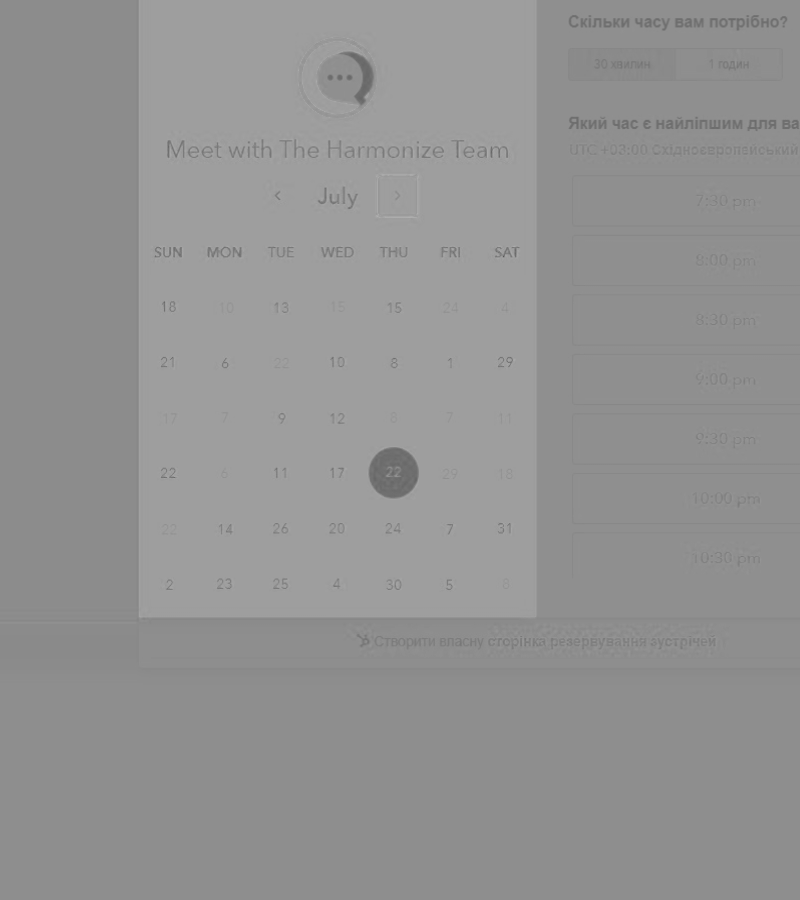 Meet with The Harmonize Team
July
SUN MON TUE WED THU FRI SAT
18 10 13 15 15 24 4
21 6 22 10 8 1 29
17 7 9 12 8 7 11
22 6 11 17 22 29 18
22 14 26 20 24 7 31
2 23 25 4 30 5 8
Скільки часу вам потрібно?
30 хвилин 1 годин
Який час є найліпшим для ва
UTC +03:00 Східноєвропейський
7:30 pm
8:00 pm
8:30 pm
9:00 pm
9:30 pm
10:00 pm
10:30 pm
Створити власну сторінка резервування зустрічей